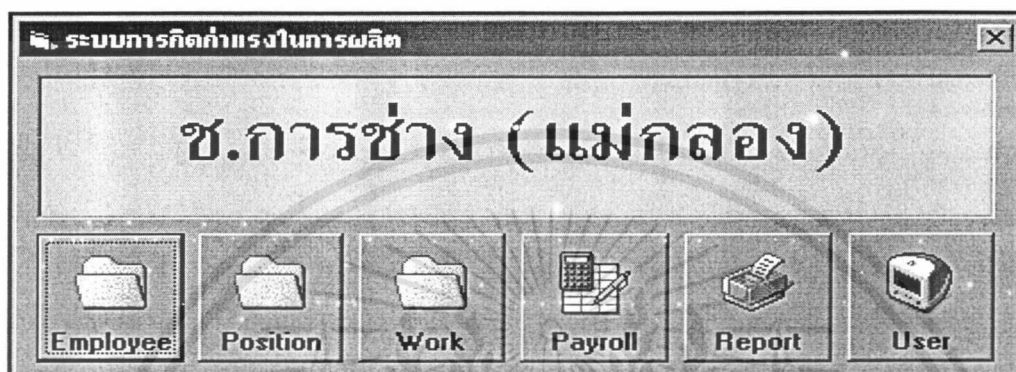 ระบบการคิดค่าแรงในการผลิต
ช.การช่าง (แม่กลอง)
Employee Position Work Payroll Report User